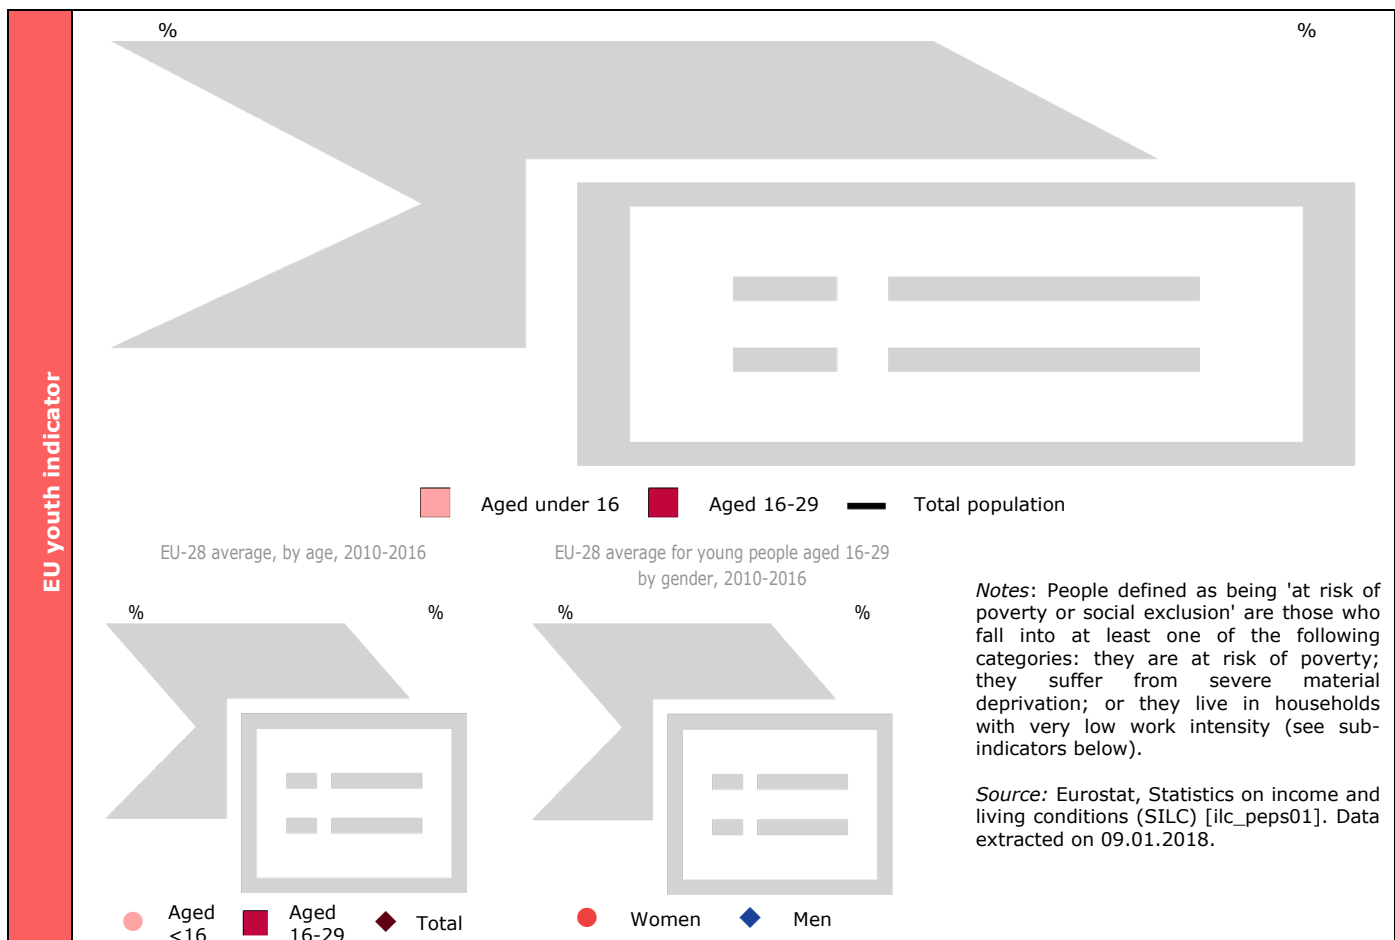 EU youth indicator
% %
Aged under 16 Aged 16-29 Total population
EU-28 average, by age, 2010-2016
% %
Aged <16 Aged 16-29 Total
EU-28 average for young people aged 16-29
by gender, 2010-2016
% %
Women Men
Notes: People defined as being 'at risk of
poverty or social exclusion' are those who
fall into at least one of the following
categories: they are at risk of poverty;
they suffer from severe material
deprivation; or they live in households
with very low work intensity (see sub-
indicators below).
Source: Eurostat, Statistics on income and
living conditions (SILC) [ilc_peps01]. Data
extracted on 09.01.2018.